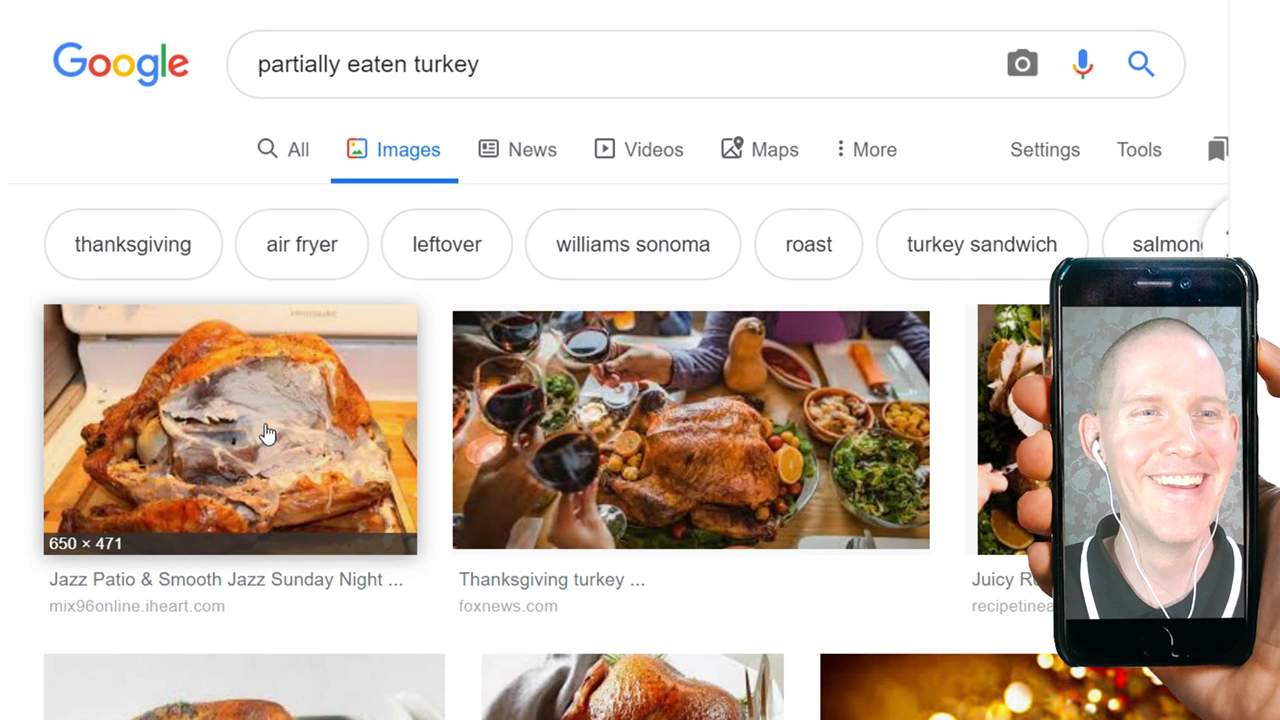 Google
partially eaten turkey
All
Images
News
Videos
Maps
More
Settings
Tools
thanksgiving
air fryer
leftover
williams sonoma
roast
turkey sandwich
650 × 471
Jazz Patio & Smooth Jazz Sunday Night ...
mix96online.iheart.com
Thanksgiving turkey ...
foxnews.com
Juicy